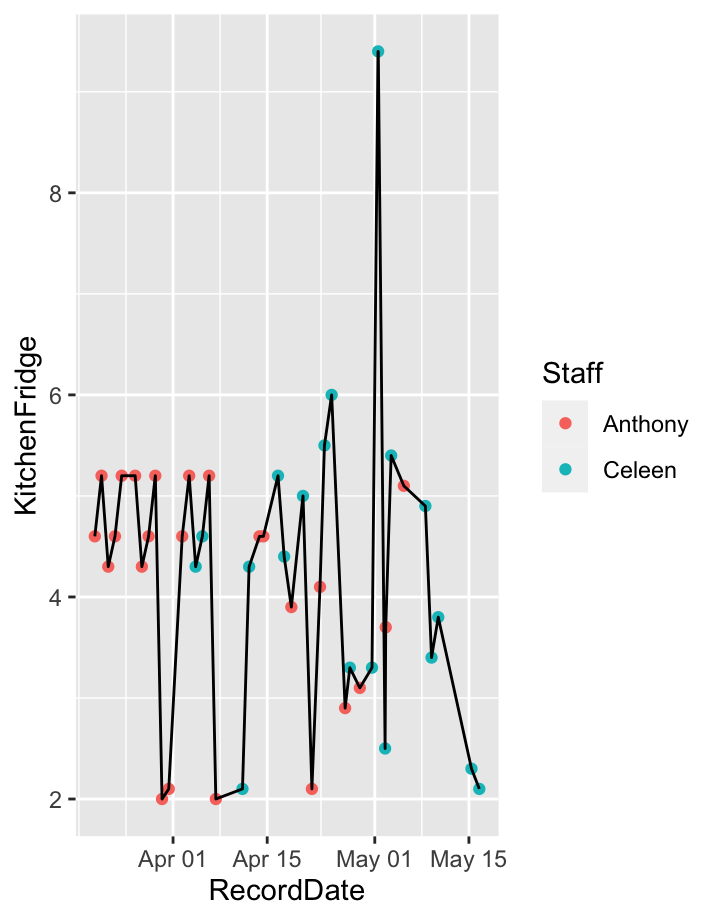 KitchenFridge
8
6
4
2
Apr 01 Apr 15 May 01 May 15
RecordDate
Staff
Anthony
Celeen